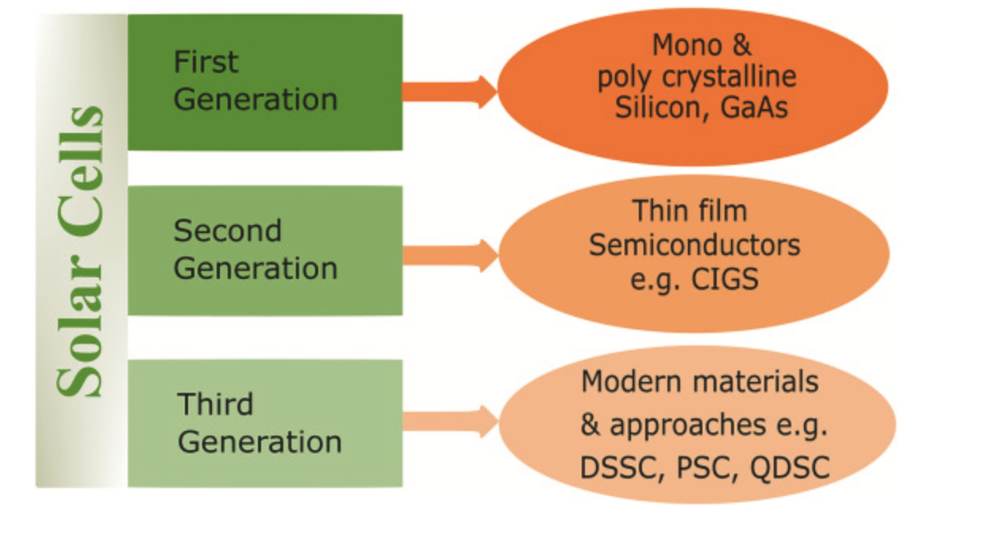 Solar Cells
First
Generation
Mono &
poly crystalline
Silicon, GaAs
Second
Generation
Thin film
Semiconductors
e.g. CIGS
Third
Generation
Modern materials
& approaches e.g.
DSSC, PSC, QDSC